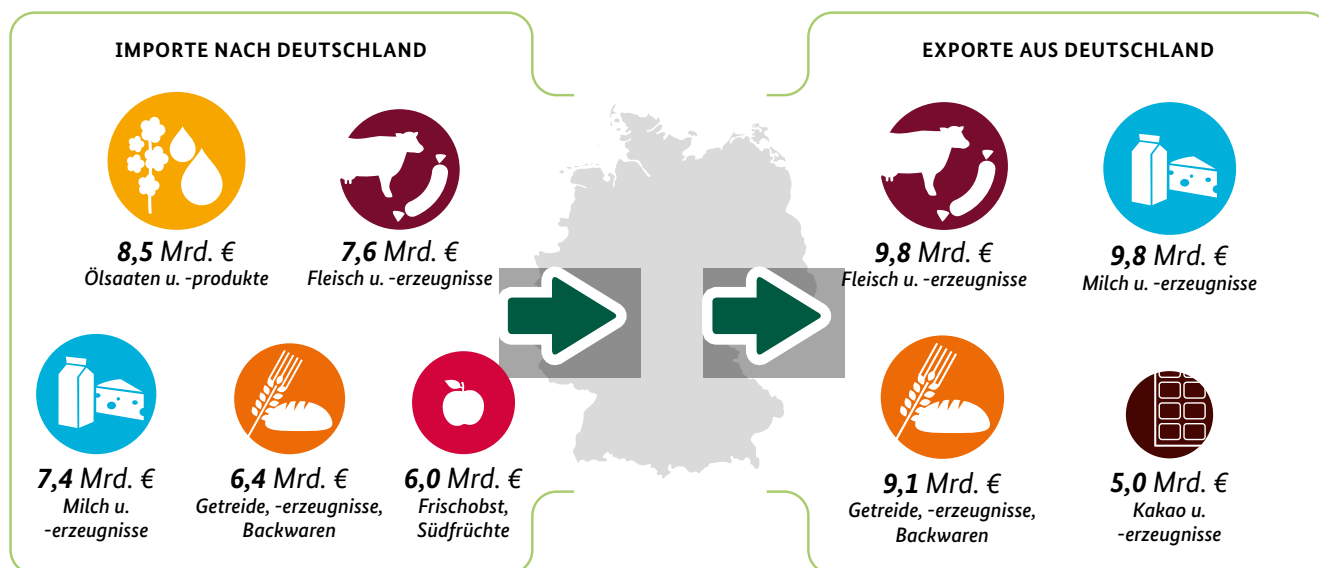 IMPORTE NACH DEUTSCHLAND
8,5 Mrd. €
Ölsaaten u. -produkte
7,6 Mrd. €
Fleisch u. -erzeugnisse
7,4 Mrd. €
Milch u.
-erzeugnisse
6,4 Mrd. €
Getreide, -erzeugnisse,
Backwaren
6,0 Mrd. €
Frischobst,
Südfrüchte
EXPORTE AUS DEUTSCHLAND
9,8 Mrd. €
Fleisch u. -erzeugnisse
9,8 Mrd. €
Milch u. -erzeugnisse
9,1 Mrd. €
Getreide, -erzeugnisse,
Backwaren
5,0 Mrd. €
Kakao u.
-erzeugnisse